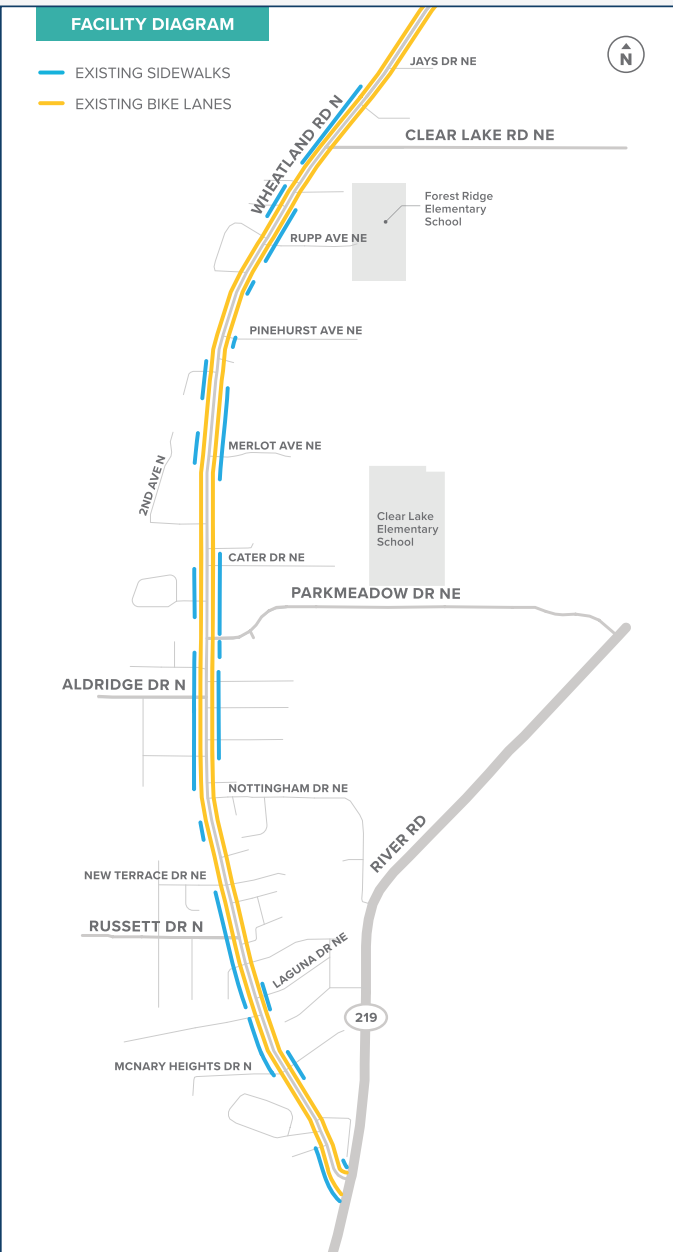 FACILITY DIAGRAM
EXISTING SIDEWALKS
EXISTING BIKE LANES
N
JAYS DR NE
WHEATLAND RD N
CLEAR LAKE RD NE
Forest Ridge
Elementary
School
RUPP AVE NE
PINEHURST AVE NE
MERLOT AVE NE
2ND AVE N
Clear Lake
Elementary
School
CATER DR NE
PARKMEADOW DR NE
ALDRIDGE DR N
NOTTINGHAM DR NE
RIVER RD
NEW TERRACE DR NE
RUSSETT DR N
LAGUNA DR NE
219
MCNARY HEIGHTS DR N